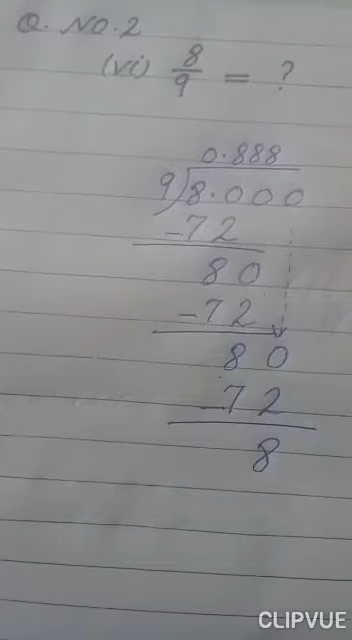 Q. NO. 2
(vi) 8/9 = ?
0.888
9)8.000
-72
80
-72
80
-72
8
CLIPVUE